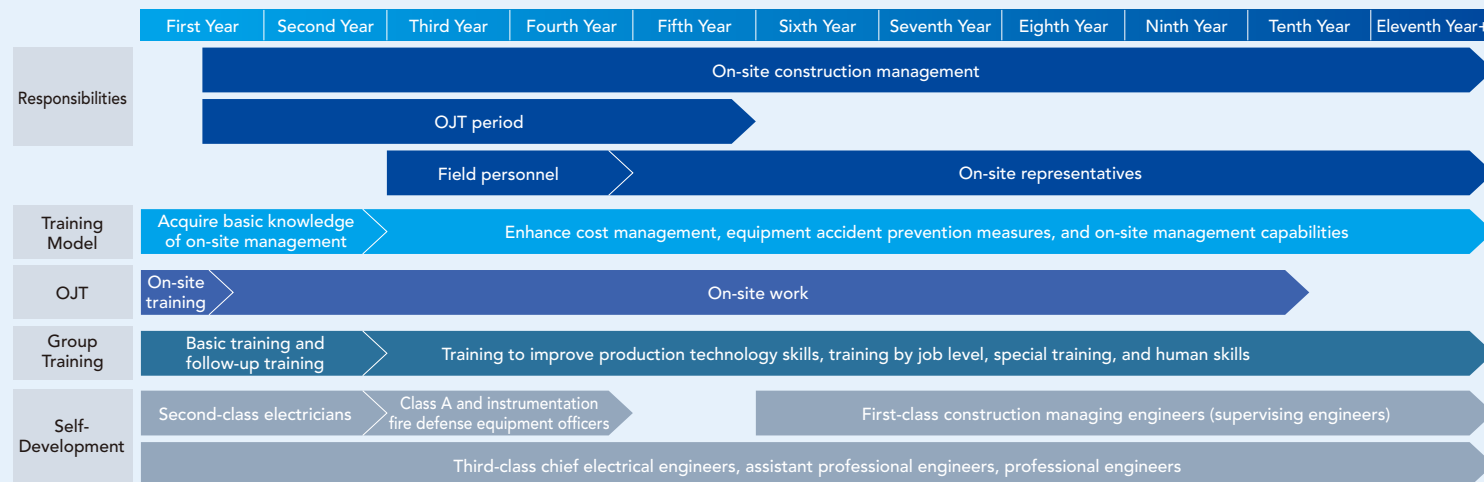 First Year Second Year Third Year Fourth Year Fifth Year Sixth Year Seventh Year Eighth Year Ninth Year Tenth Year Eleventh Year+
Responsibilities
On-site construction management
OJT period
Field personnel
On-site representatives
Training
Model
Acquire basic knowledge
of on-site management
Enhance cost management, equipment accident prevention measures, and on-site management capabilities
OJT
On-site
training
On-site work
Group
Training
Basic training and
follow-up training
Training to improve production technology skills, training by job level, special training, and human skills
Self-
Development
Second-class electricians
Class A and instrumentation
fire defense equipment officers
First-class construction managing engineers (supervising engineers)
Third-class chief electrical engineers, assistant professional engineers, professional engineers